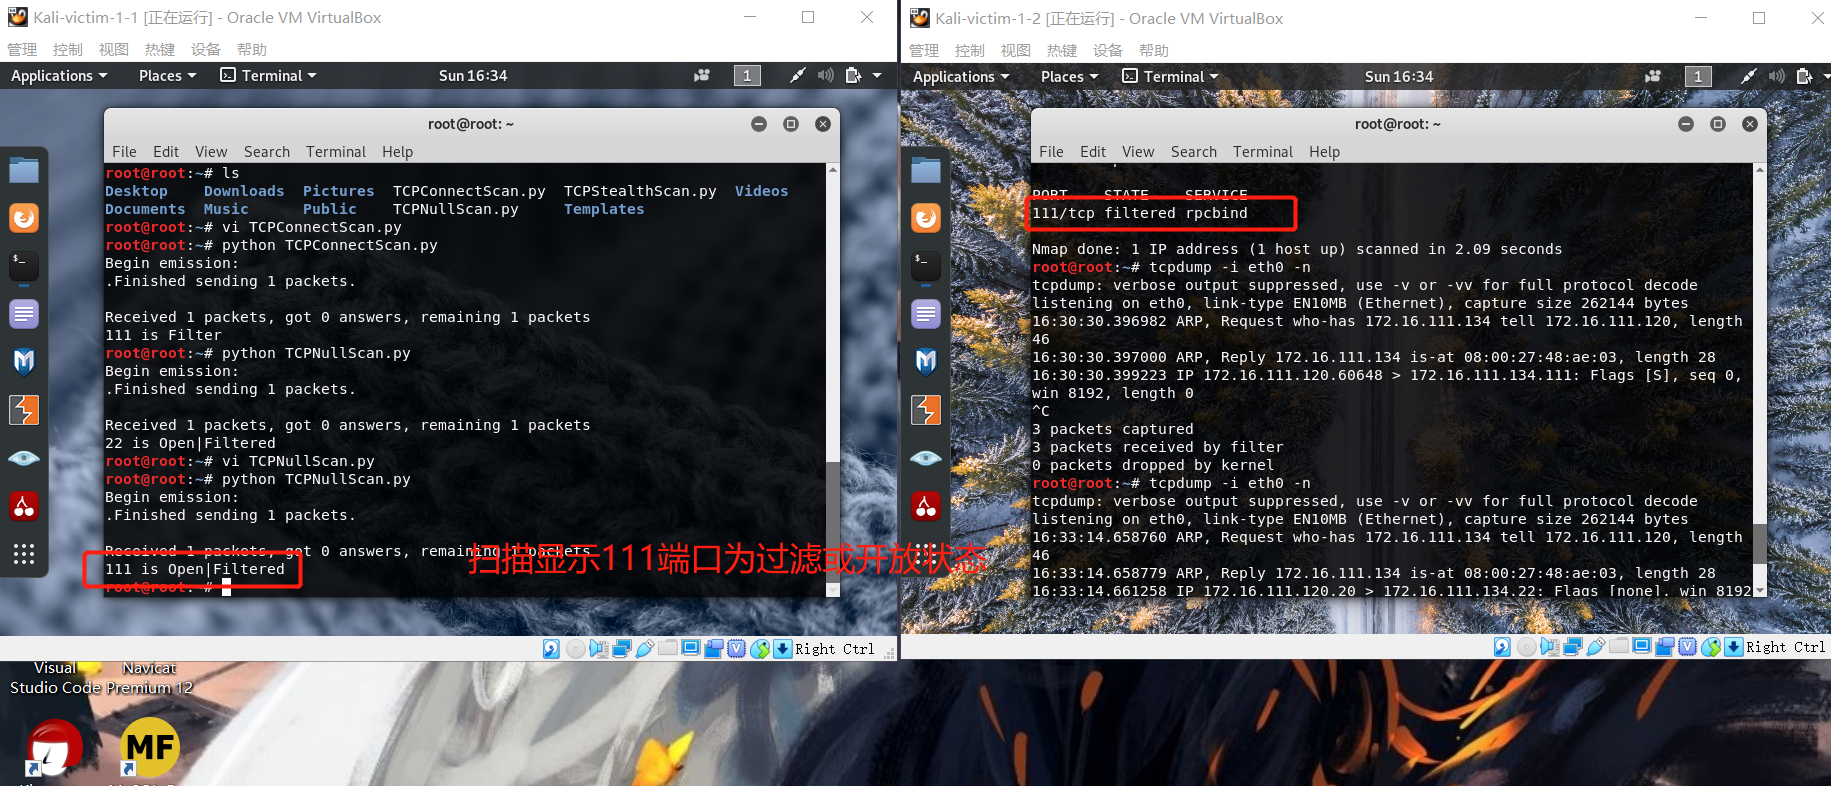 Kali-victim-1-1 [正在运行] - Oracle VM VirtualBox
管理 控制 视图 热键 设备 帮助
Applications Places Terminal Sun 16:34 1
root@root: ~
File Edit View Search Terminal Help
root@root:~# ls
Desktop Downloads Pictures TCPConnectScan.py TCPStealthScan.py Videos
Documents Music Public TCPNullScan.py Templates
root@root:~# vi TCPConnectScan.py
root@root:~# python TCPConnectScan.py
Begin emission:
.Finished sending 1 packets.
Received 1 packets, got 0 answers, remaining 1 packets
111 is Filter
root@root:~# python TCPNullScan.py
Begin emission:
.Finished sending 1 packets.
Received 1 packets, got 0 answers, remaining 1 packets
22 is Open|Filtered
root@root:~# vi TCPNullScan.py
root@root:~# python TCPNullScan.py
Begin emission:
.Finished sending 1 packets.
Received 1 packets, got 0 answers, remaining 1 packets
111 is Open|Filtered
root@root:~#
扫描显示111端口为过滤或开放状态
Right Ctrl
Kali-victim-1-2 [正在运行] - Oracle VM VirtualBox
管理 控制 视图 热键 设备 帮助
Applications Places Terminal Sun 16:34 1
root@root: ~
File Edit View Search Terminal Help
PORT STATE SERVICE
111/tcp filtered rpcbind
Nmap done: 1 IP address (1 host up) scanned in 2.09 seconds
root@root:~# tcpdump -i eth0 -n
tcpdump: verbose output suppressed, use -v or -vv for full protocol decode
listening on eth0, link-type EN10MB (Ethernet), capture size 262144 bytes
16:30:30.396982 ARP, Request who-has 172.16.111.134 tell 172.16.111.120, length
46
16:30:30.397000 ARP, Reply 172.16.111.134 is-at 08:00:27:48:ae:03, length 28
16:30:30.399223 IP 172.16.111.120.60648 > 172.16.111.134.111: Flags [S], seq 0,
win 8192, length 0
^C
3 packets captured
3 packets received by filter
0 packets dropped by kernel
root@root:~# tcpdump -i eth0 -n
tcpdump: verbose output suppressed, use -v or -vv for full protocol decode
listening on eth0, link-type EN10MB (Ethernet), capture size 262144 bytes
16:33:14.658760 ARP, Request who-has 172.16.111.134 tell 172.16.111.120, length
46
16:33:14.658779 ARP, Reply 172.16.111.134 is-at 08:00:27:48:ae:03, length 28
16:33:14.661258 IP 172.16.111.120.20 > 172.16.111.134.22: Flags [none], win 8192
Right Ctrl
Visual
Studio Code
Navicat
Premium 12
MF